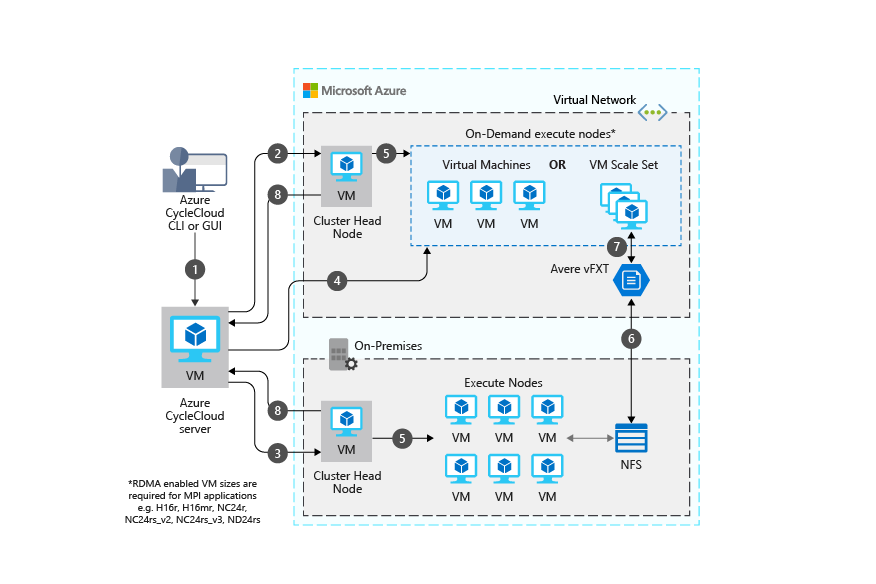 Microsoft Azure
Virtual Network
On-Demand execute nodes*
Virtual Machines
OR
VM Scale Set
VM
VM
VM
2
5
VM
8
Cluster Head
Node
7
Avere vFXT
Azure
CycleCloud
CLI or GUI
1
4
VM
Azure
CycleCloud
server
6
On-Premises
Execute Nodes
VM
VM
VM
VM
VM
VM
NFS
8
5
VM
3
Cluster Head
Node
*RDMA enabled VM sizes are
required for MPI applications
e.g. H16r, H16mr, NC24r,
NC24rs_v2, NC24rs_v3, ND24rs